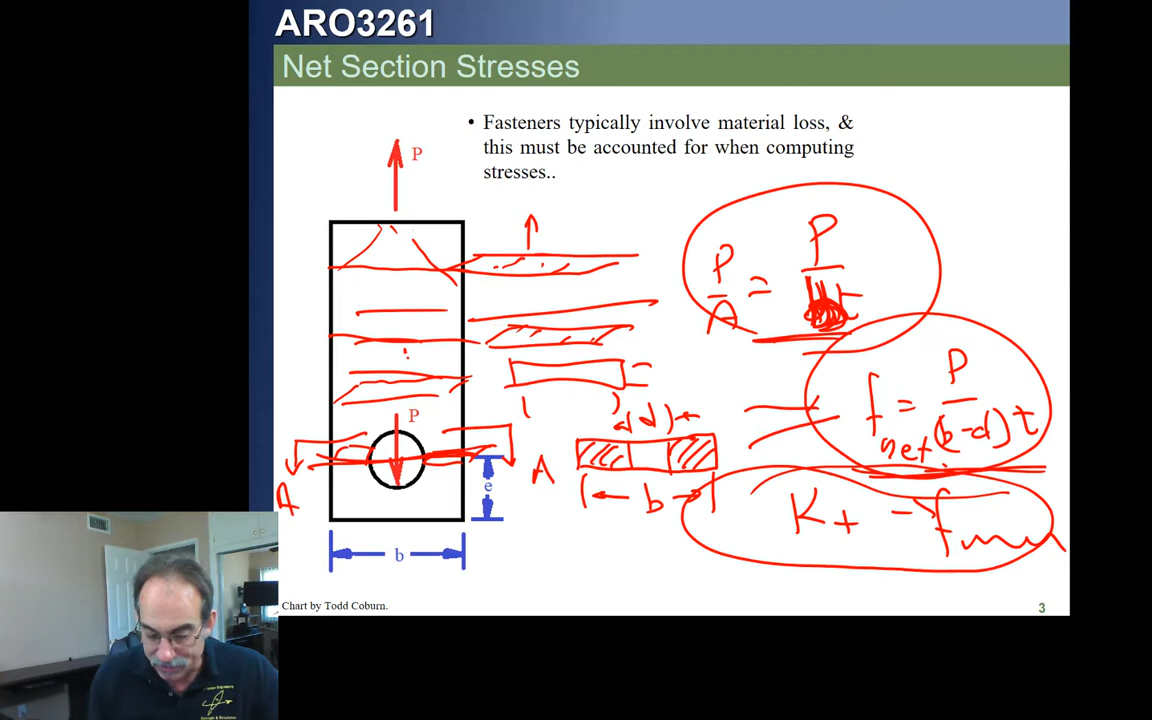 ARO3261
Net Section Stresses
• Fasteners typically involve material loss, &
this must be accounted for when computing
stresses..
P
P/A = P/
t
P
f net = P/(b-d)t
d
A
A
b
Kt
e
b
Chart by Todd Coburn.
3